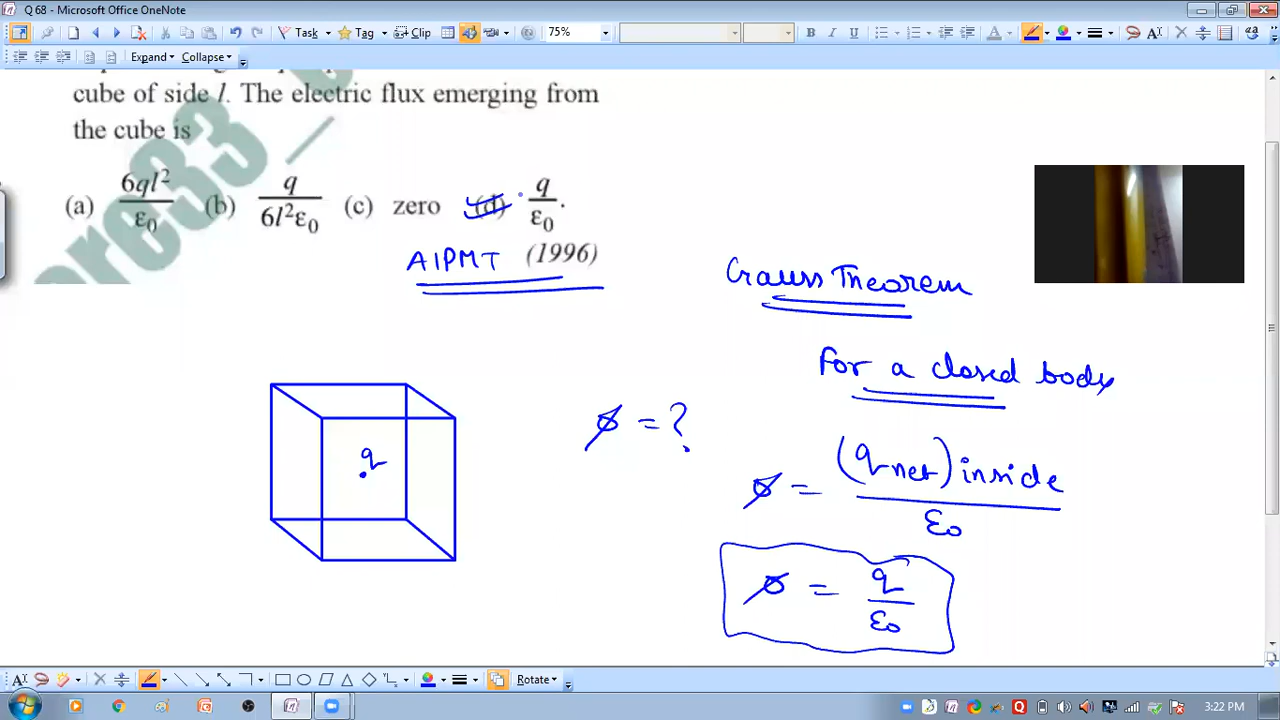 Q 68 - Microsoft OneNote
Task
Tag
Clip
75%
B I U
Expand Collapse
cube of side l. The electric flux emerging from
the cube is
(a) 6ql²/ε₀ (b) q/6l²ε₀ (c) zero (d) q/ε₀.
AIPMT (1996)
Gauss Theorem
For a closed body
q
φ = ?
φ = (qnet) inside / ε₀
φ = q/ε₀
Rotate
3:22 PM